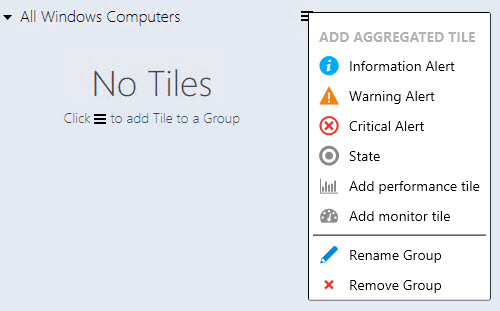 All Windows Computers
No Tiles
Click to add Tile to a Group
ADD AGGREGATED TILE
Information Alert
Warning Alert
Critical Alert
State
Add performance tile
Add monitor tile
Rename Group
Remove Group